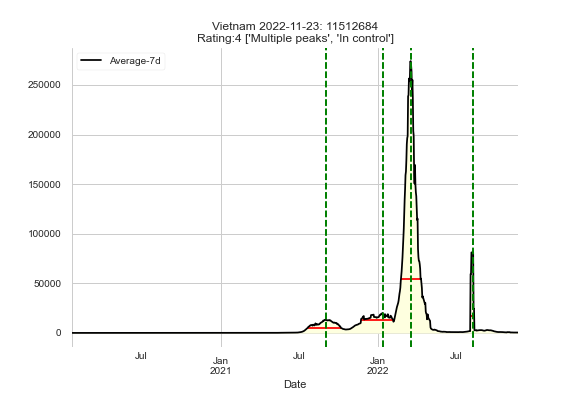 Vietnam 2022-11-23: 11512684
Rating:4 ['Multiple peaks', 'In control']
Average-7d
250000
200000
150000
100000
50000
0
Jul
Jan
2021
Jul
Jan
2022
Jul
Date